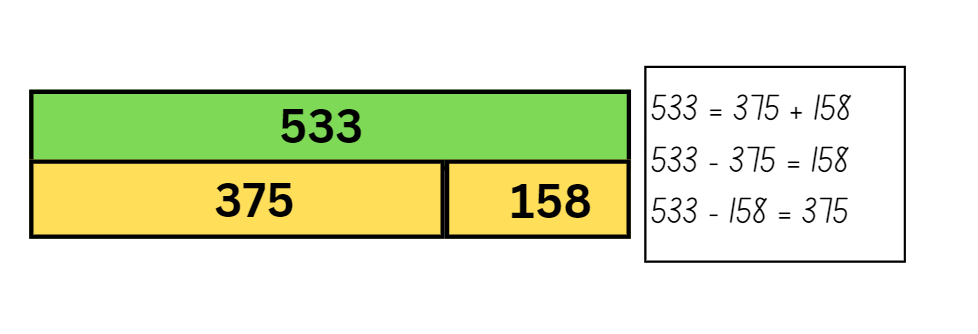 533
375 158
533 = 375 + 158
533 - 375 = 158
533 - 158 = 375